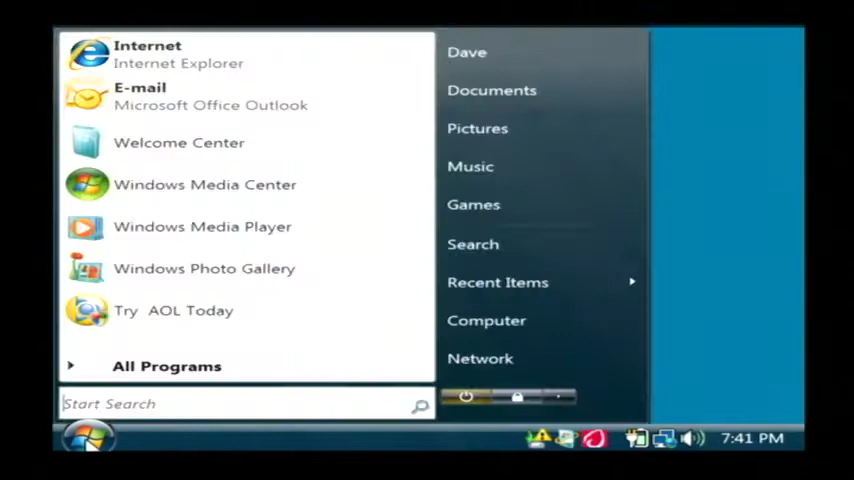 Internet
Internet Explorer
E-mail
Microsoft Office Outlook
Welcome Center
Windows Media Center
Windows Media Player
Windows Photo Gallery
Try AOL Today
All Programs
Start Search
Dave
Documents
Pictures
Music
Games
Search
Recent Items
Computer
Network
7:41 PM